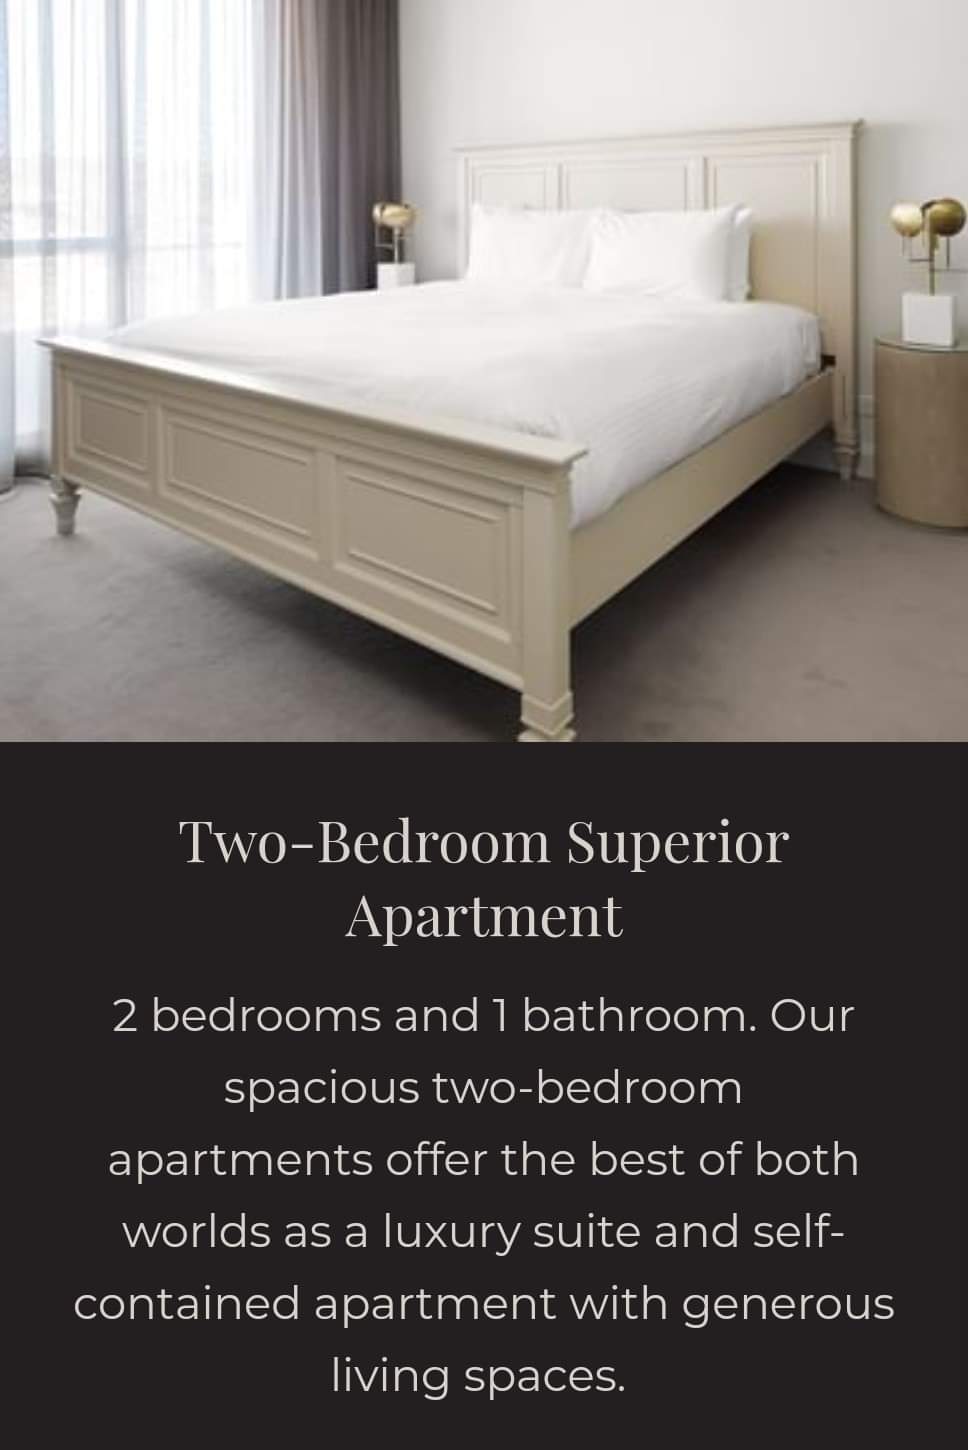 Two-Bedroom Superior
Apartment
2 bedrooms and 1 bathroom. Our
spacious two-bedroom
apartments offer the best of both
worlds as a luxury suite and self-
contained apartment with generous
living spaces.